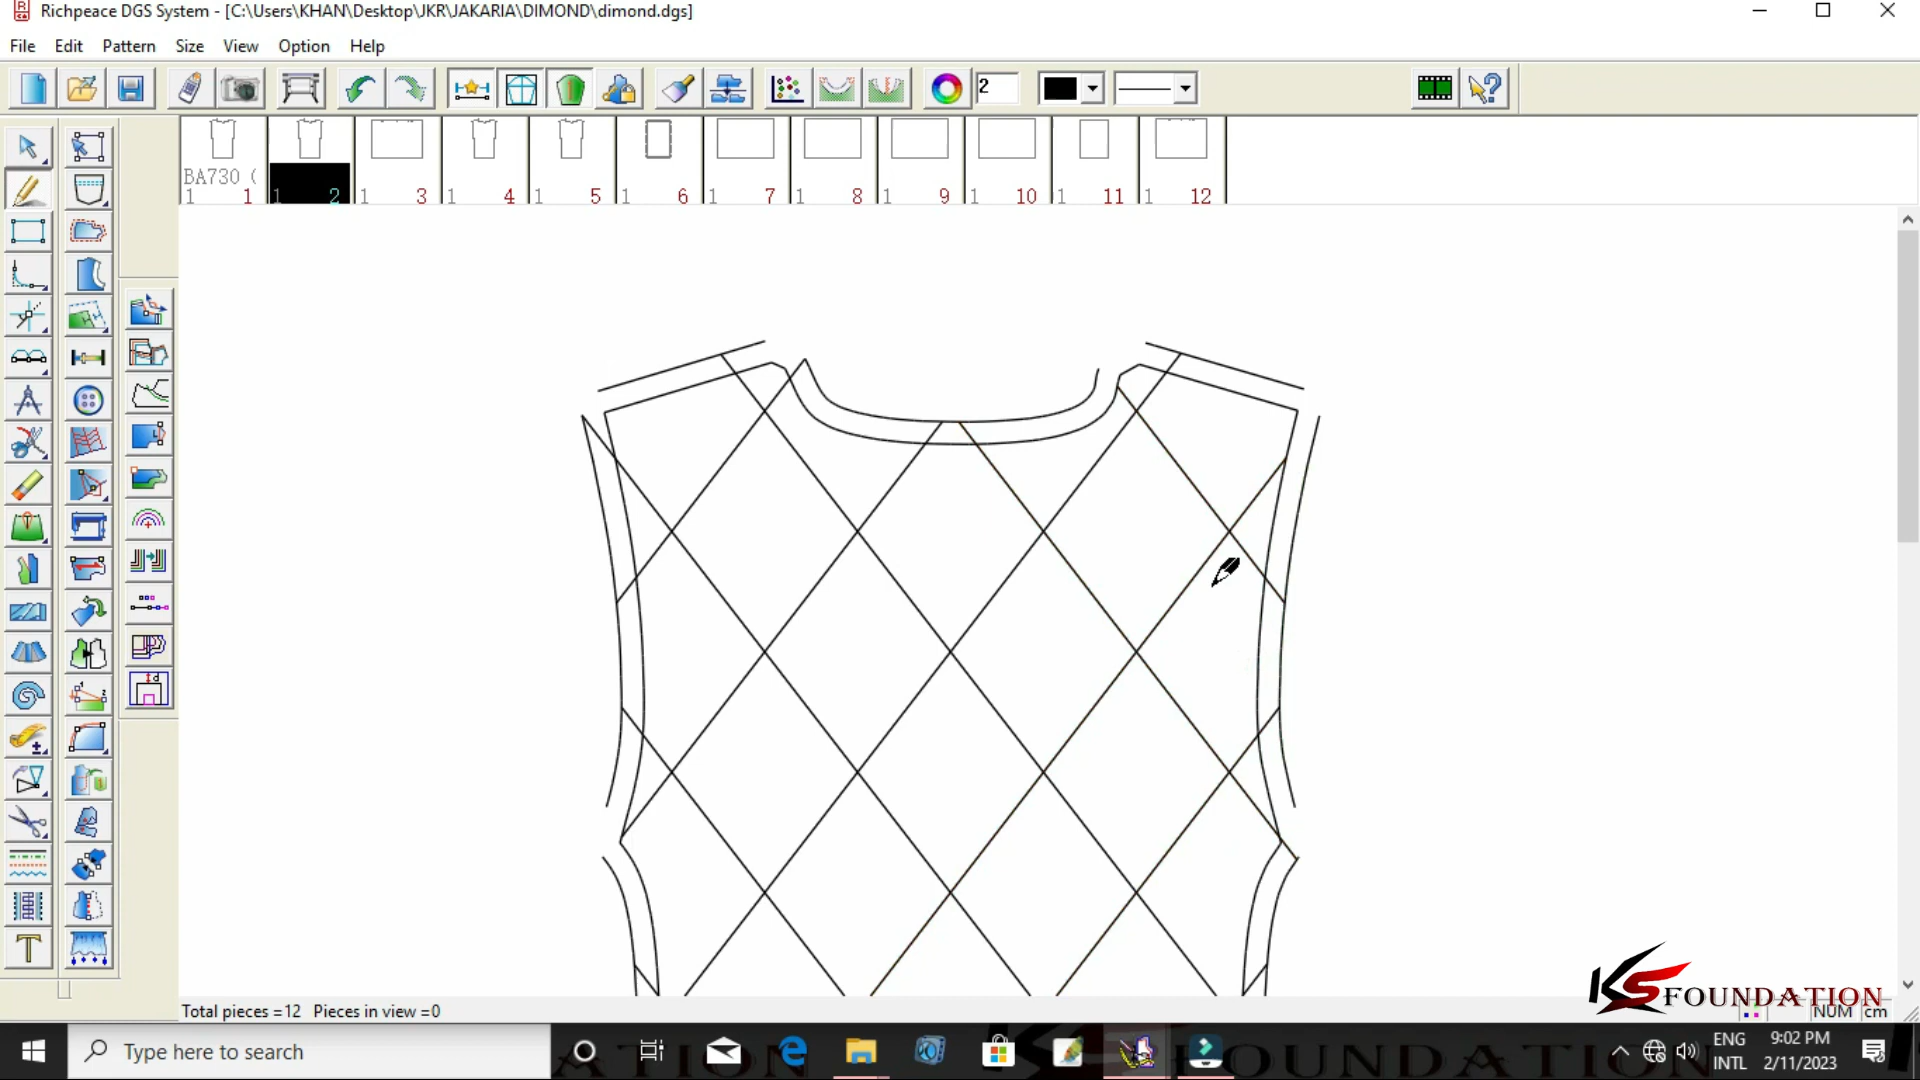 Richpeace DGS System - [C:\Users\KHAN\Desktop\JKR\JAKARIA\DIMOND\dimond.dgs]
File Edit Pattern Size View Option Help
2
BA730 (
1 1 1 2 1 3 1 4 1 5 1 6 1 7 1 8 1 9 1 10 1 11 1 12
Total pieces =12 Pieces in view =0
KS FOUNDATION
NUM cm
Type here to search
ENG
INTL
9:02 PM
2/11/2023